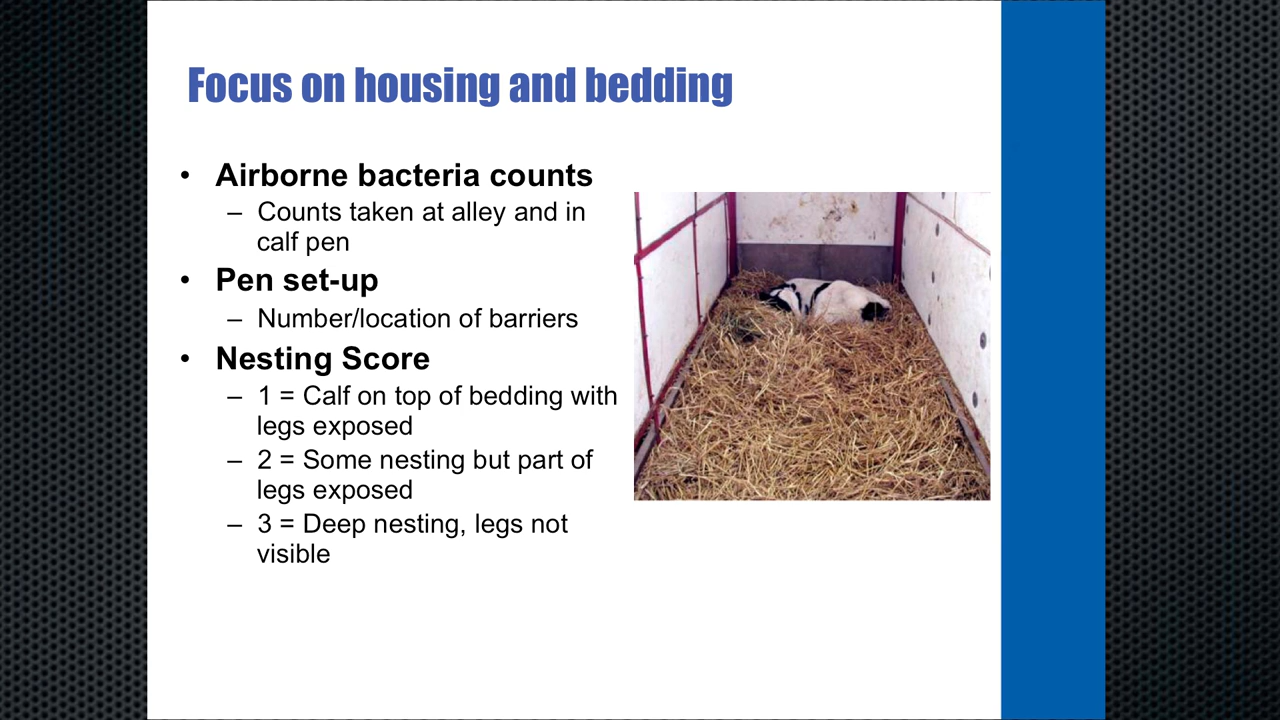 Focus on housing and bedding
• Airborne bacteria counts
– Counts taken at alley and in
calf pen
• Pen set-up
– Number/location of barriers
• Nesting Score
– 1 = Calf on top of bedding with
legs exposed
– 2 = Some nesting but part of
legs exposed
– 3 = Deep nesting, legs not
visible